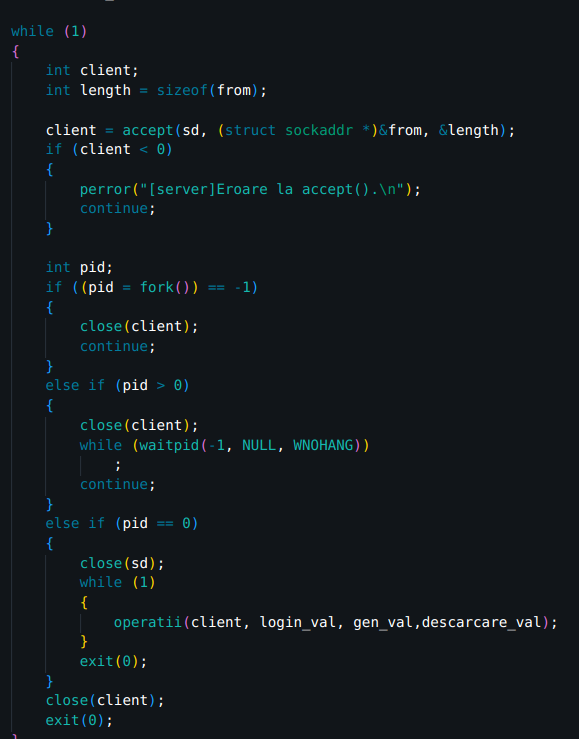 while (1)
{
    int client;
    int length = sizeof(from);

    client = accept(sd, (struct sockaddr *)&from, &length);
    if (client < 0)
    {
        perror("[server]Eroare la accept().\n");
        continue;
    }

    int pid;
    if ((pid = fork()) == -1)
    {
        close(client);
        continue;
    }
    else if (pid > 0)
    {
        close(client);
        while (waitpid(-1, NULL, WNOHANG))
            ;
        continue;
    }
    else if (pid == 0)
    {
        close(sd);
        while (1)
        {
            operatii(client, login_val, gen_val,descarcare_val);
        }
        exit(0);
    }
    close(client);
    exit(0);
}